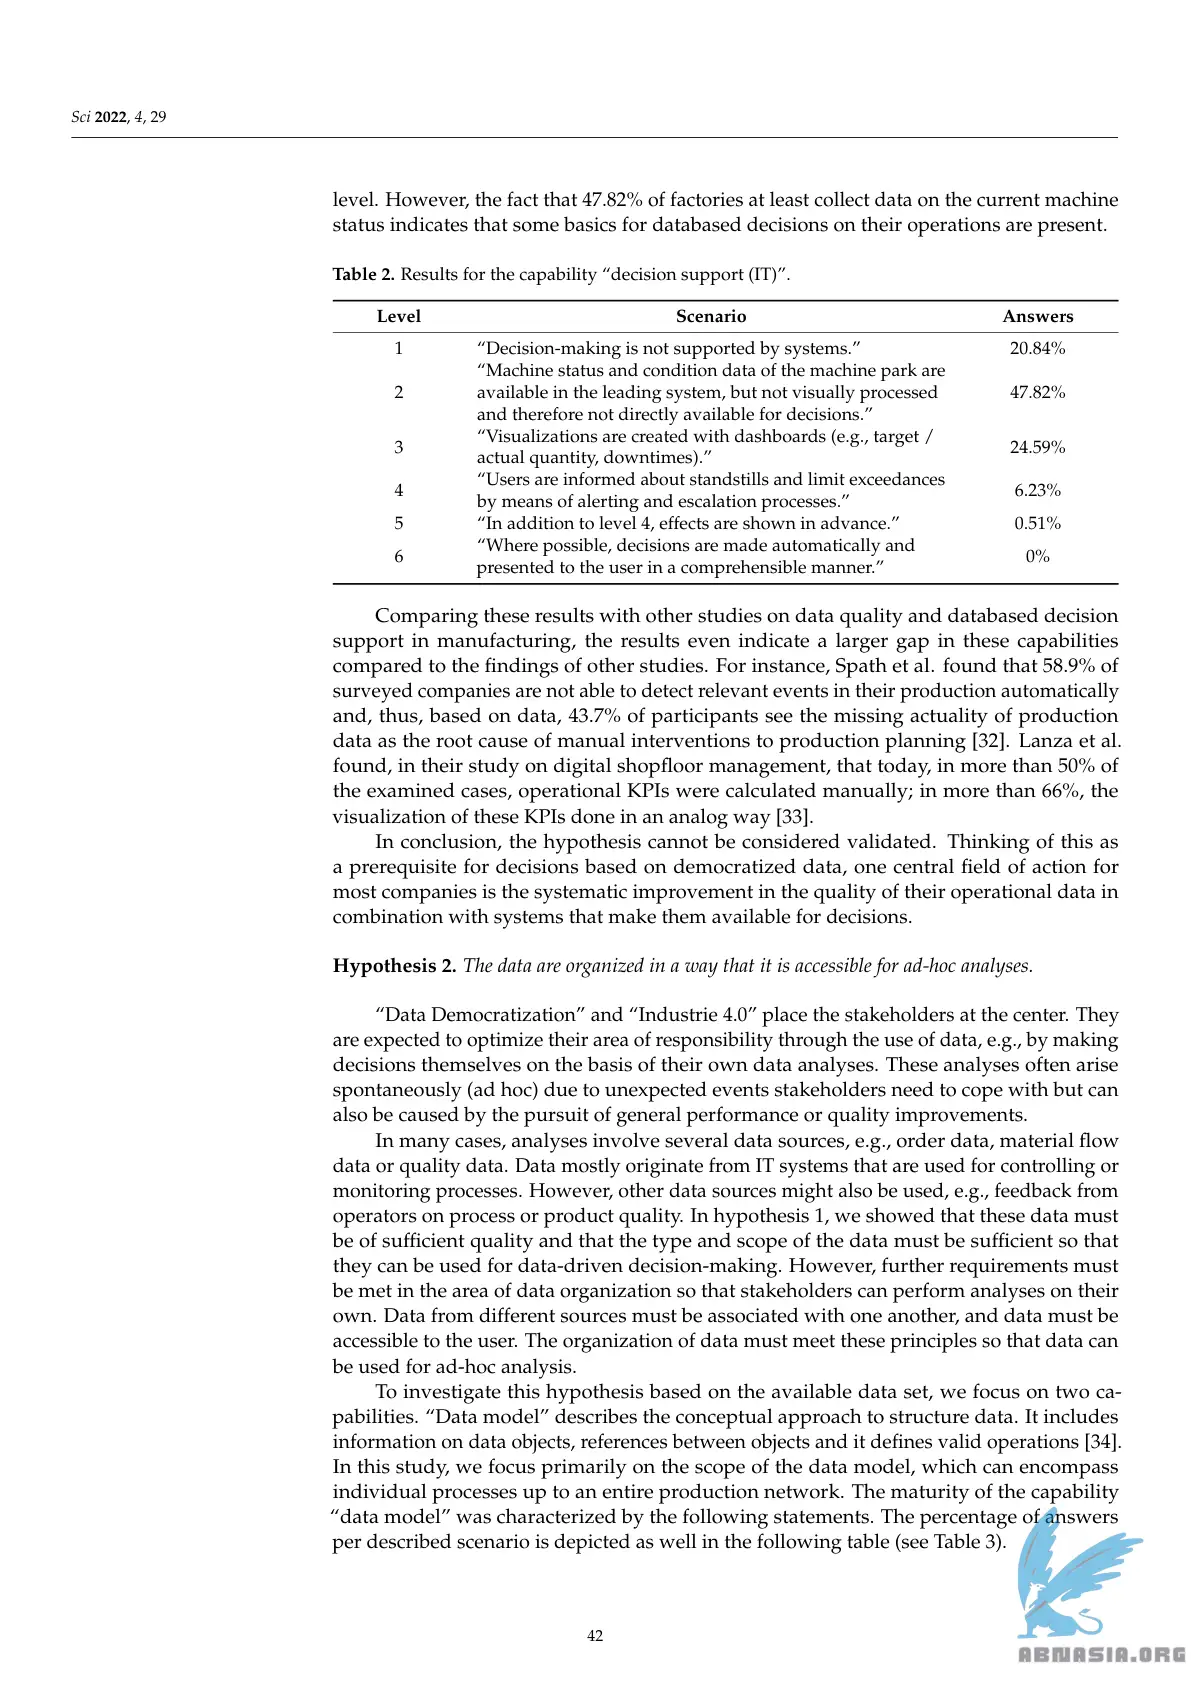 Sci 2022, 4, 29
level. However, the fact that 47.82% of factories at least collect data on the current machine
status indicates that some basics for databased decisions on their operations are present.
Table 2. Results for the capability “decision support (IT)”.
Level Scenario Answers
1 “Decision-making is not supported by systems.” 20.84%
“Machine status and condition data of the machine park are
2 available in the leading system, but not visually processed 47.82%
and therefore not directly available for decisions.”
3 “Visualizations are created with dashboards (e.g., target / 24.59%
actual quantity, downtimes).”
4 “Users are informed about standstills and limit exceedances 6.23%
by means of alerting and escalation processes.”
5 “In addition to level 4, effects are shown in advance.” 0.51%
6 “Where possible, decisions are made automatically and 0%
presented to the user in a comprehensible manner.”
Comparing these results with other studies on data quality and databased decision
support in manufacturing, the results even indicate a larger gap in these capabilities
compared to the findings of other studies. For instance, Spath et al. found that 58.9% of
surveyed companies are not able to detect relevant events in their production automatically
and, thus, based on data, 43.7% of participants see the missing actuality of production
data as the root cause of manual interventions to production planning [32]. Lanza et al.
found, in their study on digital shopfloor management, that today, in more than 50% of
the examined cases, operational KPIs were calculated manually; in more than 66%, the
visualization of these KPIs done in an analog way [33].
In conclusion, the hypothesis cannot be considered validated. Thinking of this as
a prerequisite for decisions based on democratized data, one central field of action for
most companies is the systematic improvement in the quality of their operational data in
combination with systems that make them available for decisions.
Hypothesis 2. The data are organized in a way that it is accessible for ad-hoc analyses.
“Data Democratization” and “Industrie 4.0” place the stakeholders at the center. They
are expected to optimize their area of responsibility through the use of data, e.g., by making
decisions themselves on the basis of their own data analyses. These analyses often arise
spontaneously (ad hoc) due to unexpected events stakeholders need to cope with but can
also be caused by the pursuit of general performance or quality improvements.
In many cases, analyses involve several data sources, e.g., order data, material flow
data or quality data. Data mostly originate from IT systems that are used for controlling or
monitoring processes. However, other data sources might also be used, e.g., feedback from
operators on process or product quality. In hypothesis 1, we showed that these data must
be of sufficient quality and that the type and scope of the data must be sufficient so that
they can be used for data-driven decision-making. However, further requirements must
be met in the area of data organization so that stakeholders can perform analyses on their
own. Data from different sources must be associated with one another, and data must be
accessible to the user. The organization of data must meet these principles so that data can
be used for ad-hoc analysis.
To investigate this hypothesis based on the available data set, we focus on two ca-
pabilities. “Data model” describes the conceptual approach to structure data. It includes
information on data objects, references between objects and it defines valid operations [34].
In this study, we focus primarily on the scope of the data model, which can encompass
individual processes up to an entire production network. The maturity of the capability
“data model” was characterized by the following statements. The percentage of answers
per described scenario is depicted as well in the following table (see Table 3).
42
ABNASIA.ORG